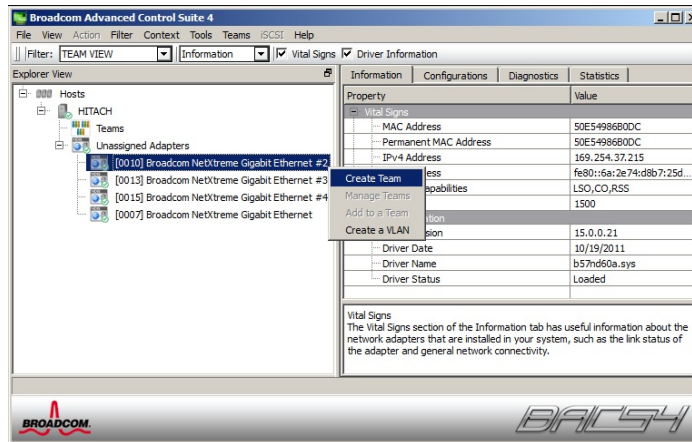 Broadcom Advanced Control Suite 4
File View Action Filter Context Tools Teams iSCSI Help
Filter: TEAM VIEW Information Vital Signs Driver Information
Explorer View
Hosts
HITACH
Teams
Unassigned Adapters
[0010] Broadcom NetXtreme Gigabit Ethernet #2
[0013] Broadcom NetXtreme Gigabit Ethernet #3
[0015] Broadcom NetXtreme Gigabit Ethernet #4
[0007] Broadcom NetXtreme Gigabit Ethernet
Create Team
Manage Teams
Add to a Team
Create a VLAN
Information Configurations Diagnostics Statistics
Property Value
Vital Signs
MAC Address 50E54986B0DC
Permanent MAC Address 50E54986B0DC
IPv4 Address 169.254.37.215
ess fe80::6a:2e74:d8b7:25d...
apabilities LSO,CO,RSS
1500
ation
sion 15.0.0.21
Driver Date 10/19/2011
Driver Name b57nd60a.sys
Driver Status Loaded
Vital Signs
The Vital Signs section of the Information tab has useful information about the
network adapters that are installed in your system, such as the link status of
the adapter and general network connectivity.
BROADCOM.
BACS4